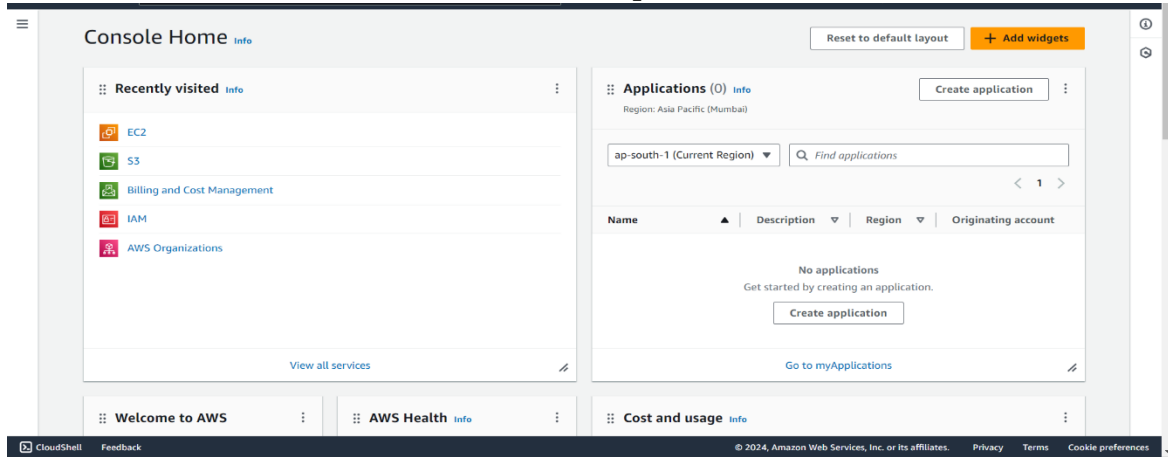 Console Home Info
Reset to default layout
+ Add widgets
Recently visited Info
EC2
S3
Billing and Cost Management
IAM
AWS Organizations
View all services
Applications (0) Info
Create application
Region: Asia Pacific (Mumbai)
ap-south-1 (Current Region)
Find applications
1
Name Description Region Originating account
No applications
Get started by creating an application.
Create application
Go to myApplications
Welcome to AWS
AWS Health Info
Cost and usage Info
CloudShell Feedback © 2024, Amazon Web Services, Inc. or its affiliates. Privacy Terms Cookie preferences